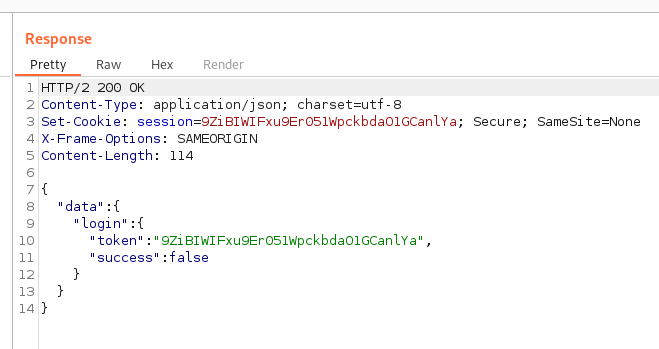 Response
Pretty Raw Hex Render
1 HTTP/2 200 OK
2 Content-Type: application/json; charset=utf-8
3 Set-Cookie: session=9ZiBIWIFxu9Er051WpckbdaO1GCanlYa; Secure; SameSite=None
4 X-Frame-Options: SAMEORIGIN
5 Content-Length: 114
6
7 {
8 "data":{
9 "login":{
10 "token":"9ZiBIWIFxu9Er051WpckbdaO1GCanlYa",
11 "success":false
12 }
13 }
14 }